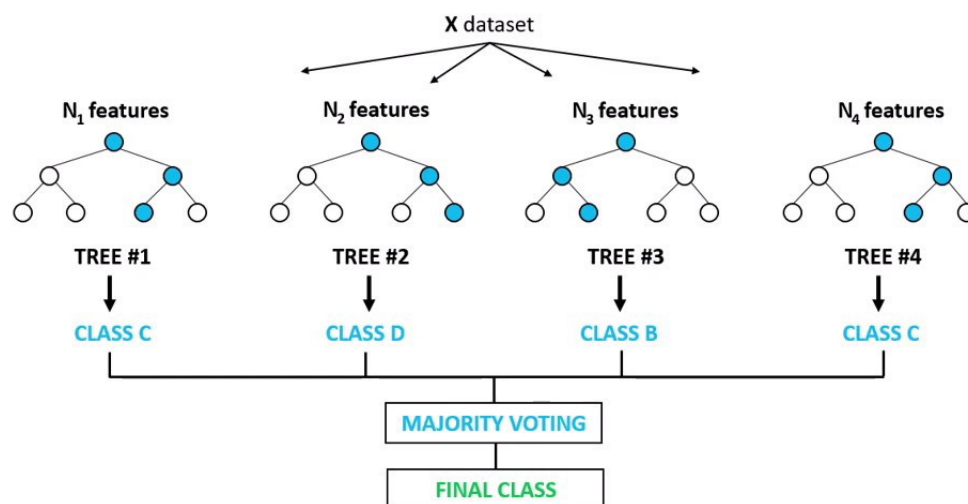 X dataset
N₁ features
N₂ features
N₃ features
N₄ features
TREE #1
TREE #2
TREE #3
TREE #4
CLASS C
CLASS D
CLASS B
CLASS C
MAJORITY VOTING
FINAL CLASS